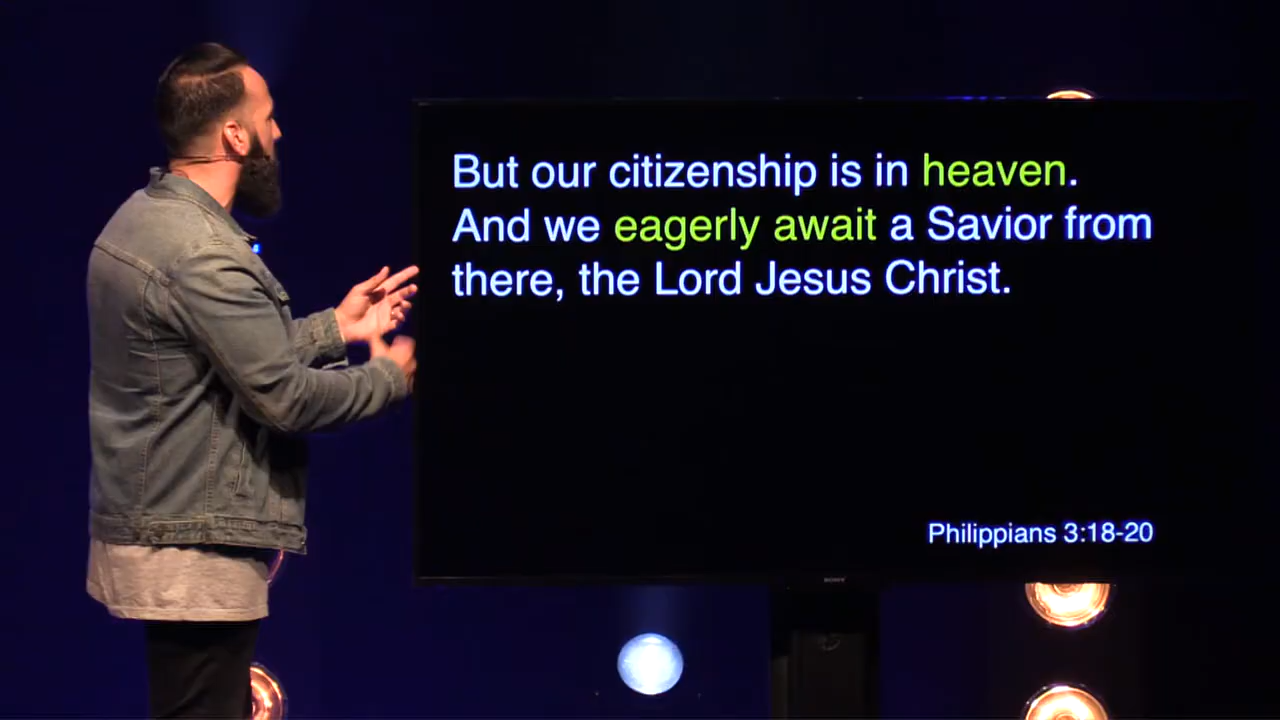 But our citizenship is in heaven.
And we eagerly await a Savior from
there, the Lord Jesus Christ.
Philippians 3:18-20
SONY